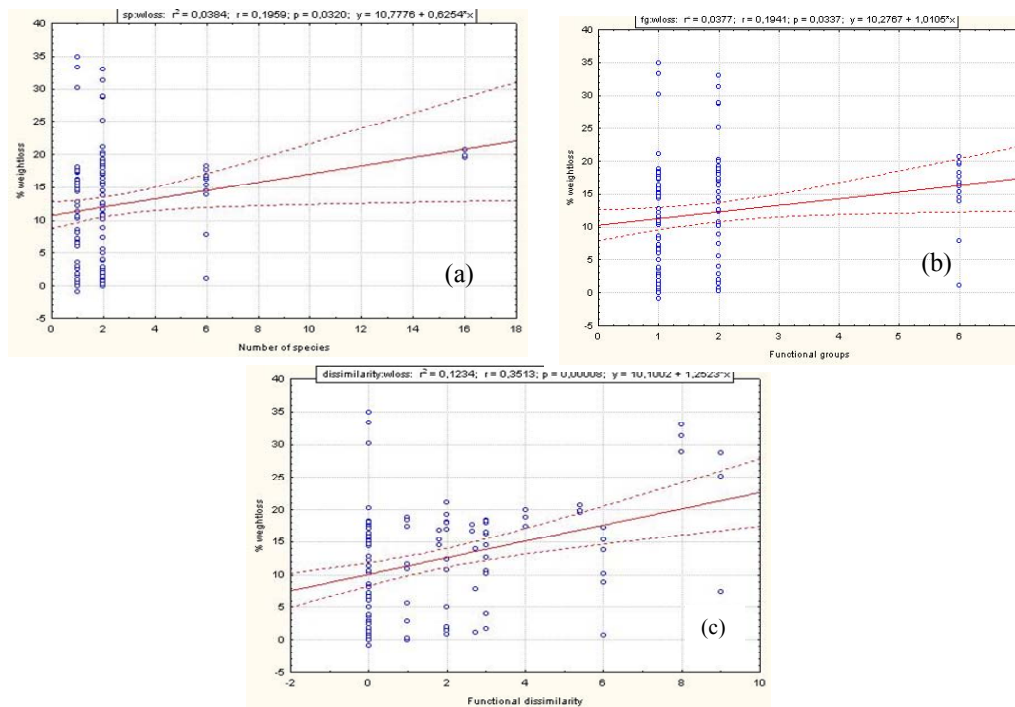 sp:wloss: r² = 0,0384; r = 0,1959; p = 0,0320; y = 10,7776 + 0,6254*x
40
35
30
25
20
15
10
5
0
-5
% weightloss
0 2 4 6 8 10 12 14 16 18
Number of species
(a)
fg:wloss: r² = 0,0377; r = 0,1941; p = 0,0337; y = 10,2767 + 1,0105*x
40
35
30
25
20
15
10
5
0
-5
% weightloss
0 1 2 3 4 5 6
Functional groups
(b)
dissimilarity:wloss: r² = 0,1234; r = 0,3513; p = 0,00008; y = 10,1002 + 1,2523*x
40
35
30
25
20
15
10
5
0
-5
% weightloss
-2 0 2 4 6 8 10
Functional dissimilarity
(c)